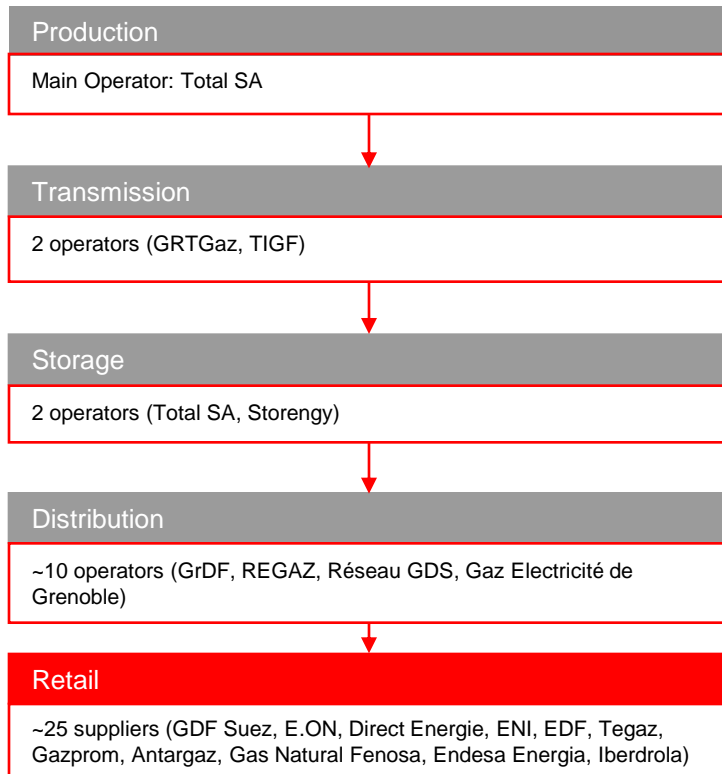 Production
Main Operator: Total SA
Transmission
2 operators (GRTGaz, TIGF)
Storage
2 operators (Total SA, Storengy)
Distribution
~10 operators (GrDF, REGAZ, Réseau GDS, Gaz Electricité de
Grenoble)
Retail
~25 suppliers (GDF Suez, E.ON, Direct Energie, ENI, EDF, Tegaz,
Gazprom, Antargaz, Gas Natural Fenosa, Endesa Energia, Iberdrola)